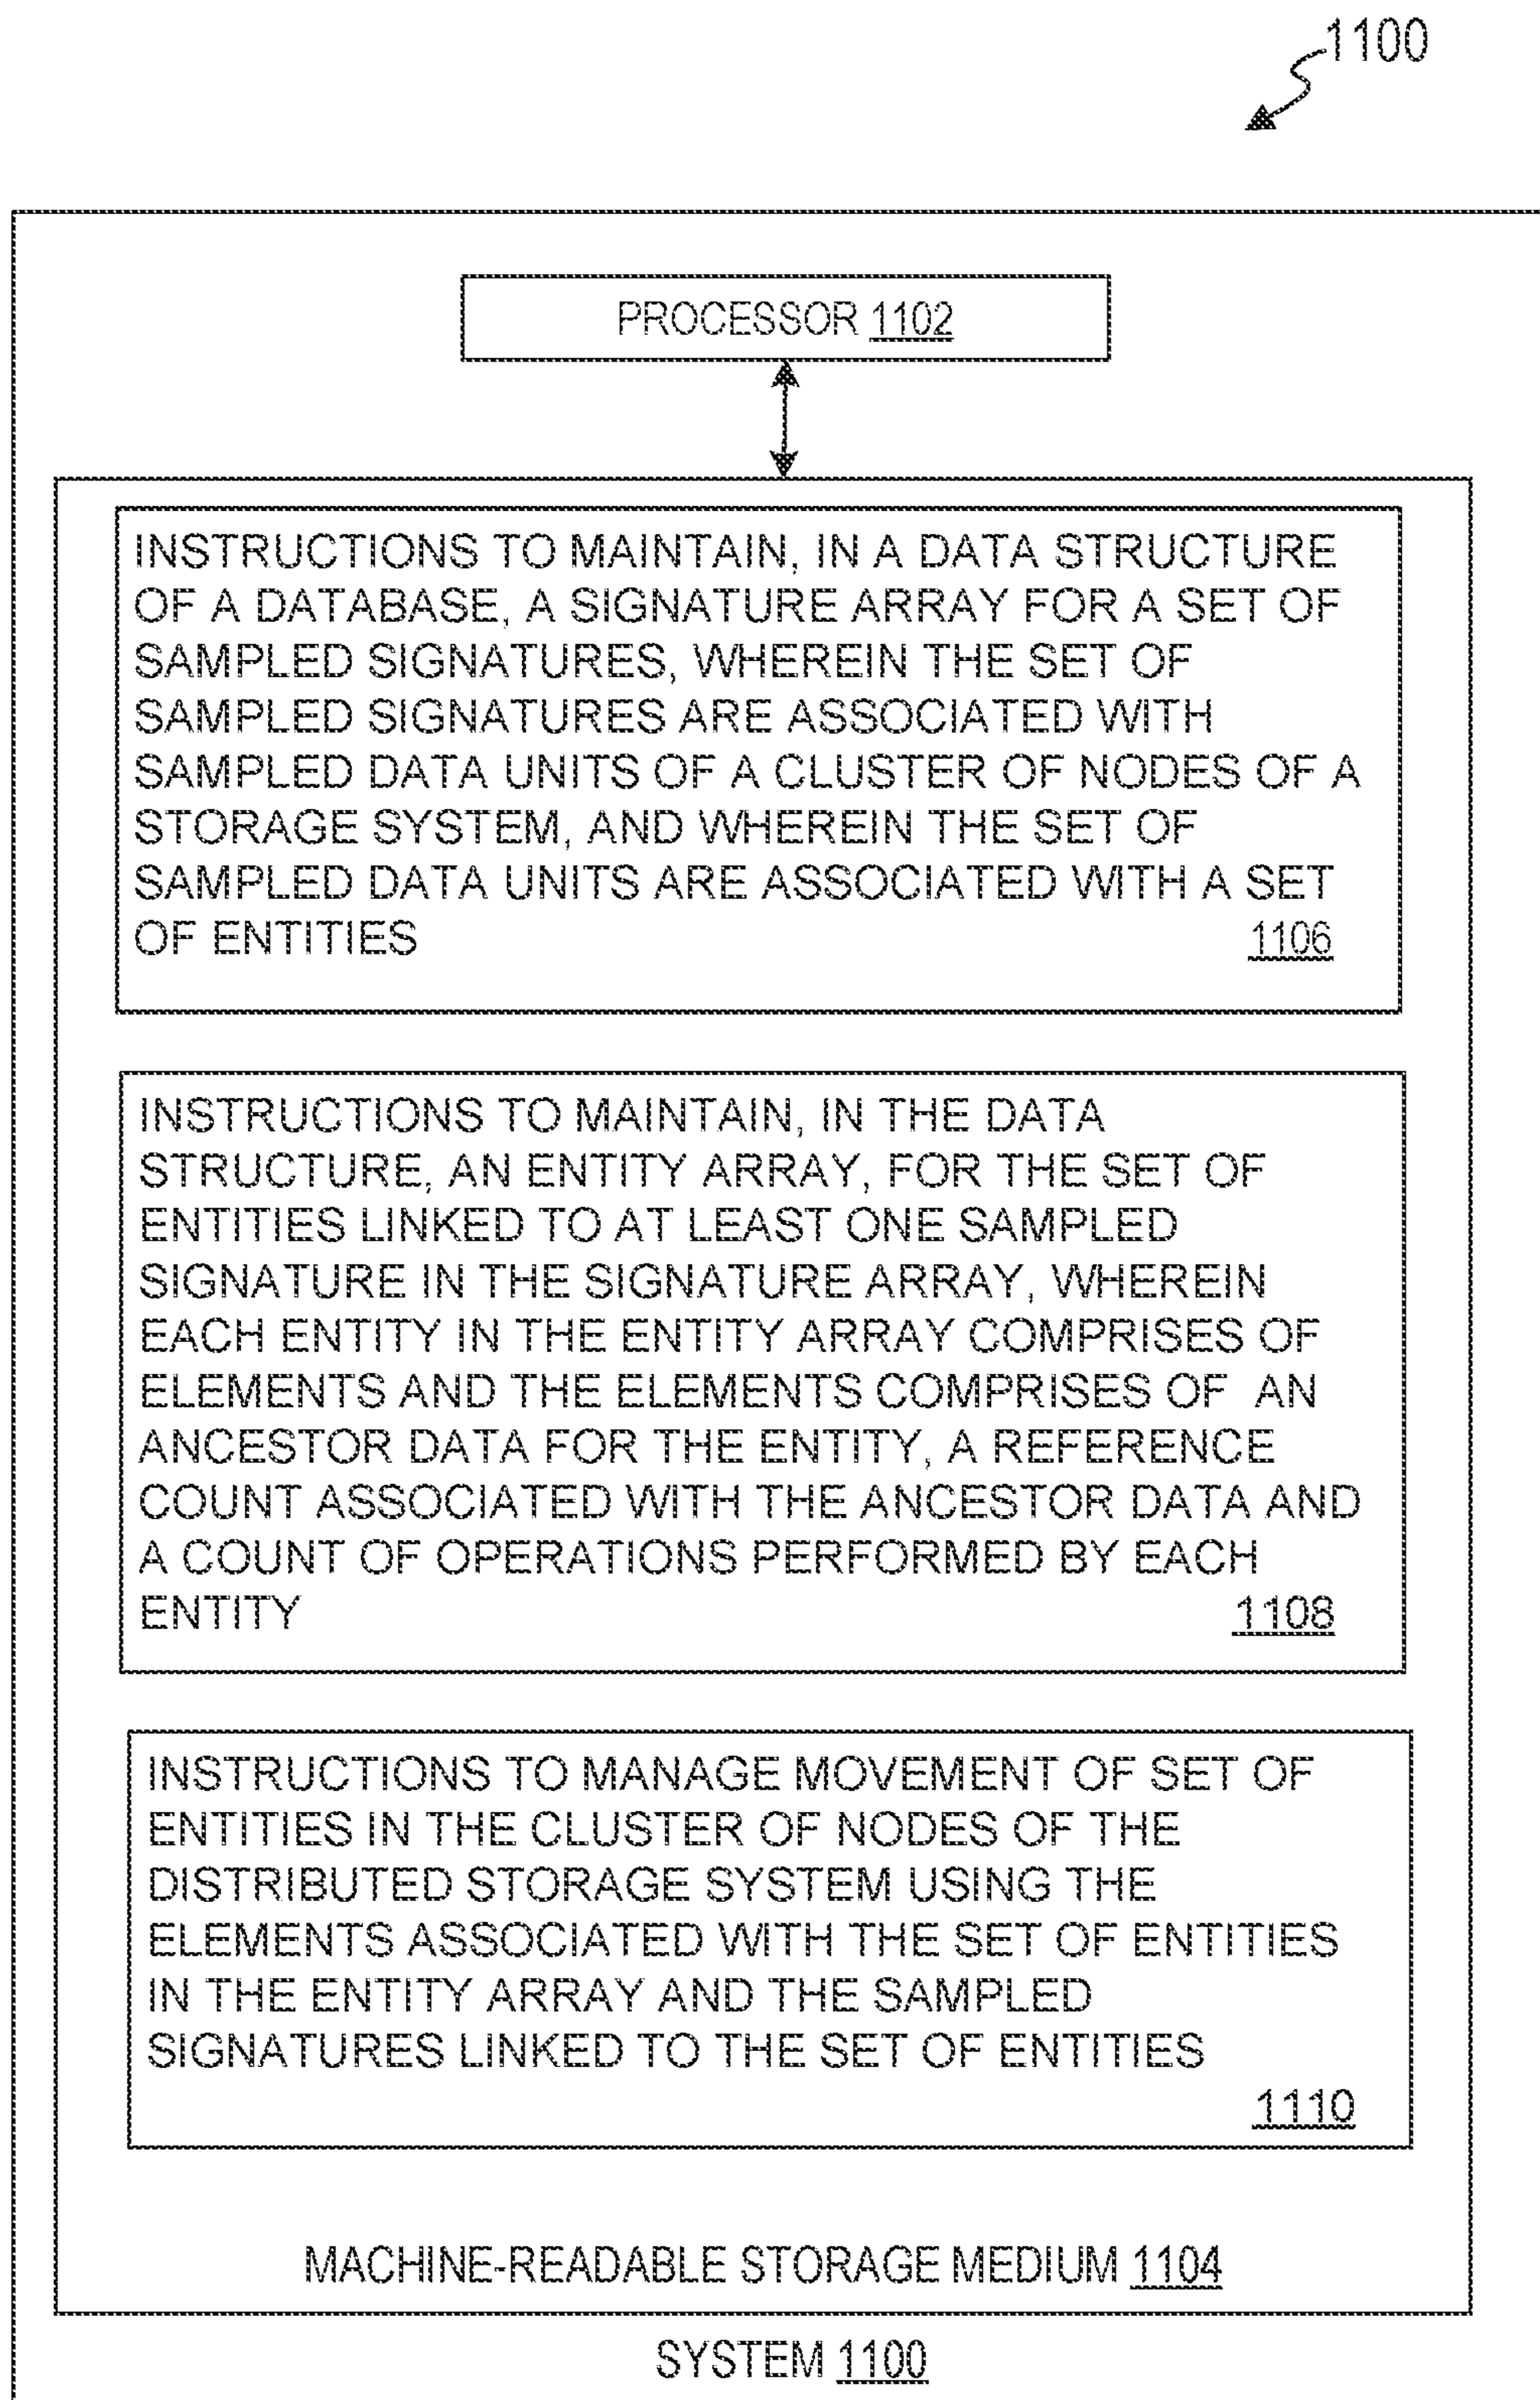 1100
PROCESSOR 1102
INSTRUCTIONS TO MAINTAIN, IN A DATA STRUCTURE
OF A DATABASE, A SIGNATURE ARRAY FOR A SET OF
SAMPLED SIGNATURES, WHEREIN THE SET OF
SAMPLED SIGNATURES ARE ASSOCIATED WITH
SAMPLED DATA UNITS OF A CLUSTER OF NODES OF A
STORAGE SYSTEM, AND WHEREIN THE SET OF
SAMPLED DATA UNITS ARE ASSOCIATED WITH A SET
OF ENTITIES 1106
INSTRUCTIONS TO MAINTAIN, IN THE DATA
STRUCTURE, AN ENTITY ARRAY, FOR THE SET OF
ENTITIES LINKED TO AT LEAST ONE SAMPLED
SIGNATURE IN THE SIGNATURE ARRAY, WHEREIN
EACH ENTITY IN THE ENTITY ARRAY COMPRISES OF
ELEMENTS AND THE ELEMENTS COMPRISES OF AN
ANCESTOR DATA FOR THE ENTITY, A REFERENCE
COUNT ASSOCIATED WITH THE ANCESTOR DATA AND
A COUNT OF OPERATIONS PERFORMED BY EACH
ENTITY 1108
INSTRUCTIONS TO MANAGE MOVEMENT OF SET OF
ENTITIES IN THE CLUSTER OF NODES OF THE
DISTRIBUTED STORAGE SYSTEM USING THE
ELEMENTS ASSOCIATED WITH THE SET OF ENTITIES
IN THE ENTITY ARRAY AND THE SAMPLED
SIGNATURES LINKED TO THE SET OF ENTITIES
1110
MACHINE-READABLE STORAGE MEDIUM 1104
SYSTEM 1100